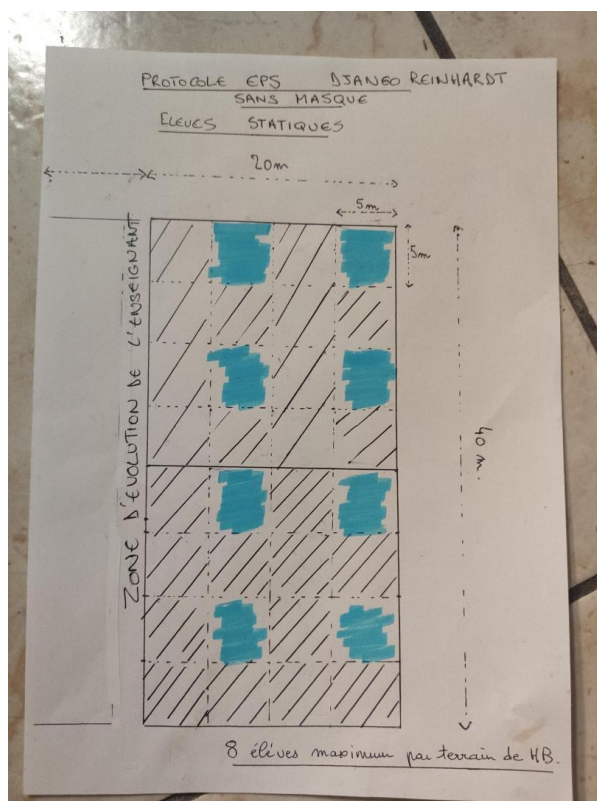 PROTOCOLE EPS DJANGO REINHARDT
SANS MASQUE
ELEVES STATIQUES
20m
5m
5m
ZONE D'EVOLUTION DE L'ENSEIGNANT
40 m.
8 élèves maximum par terrain de HB.